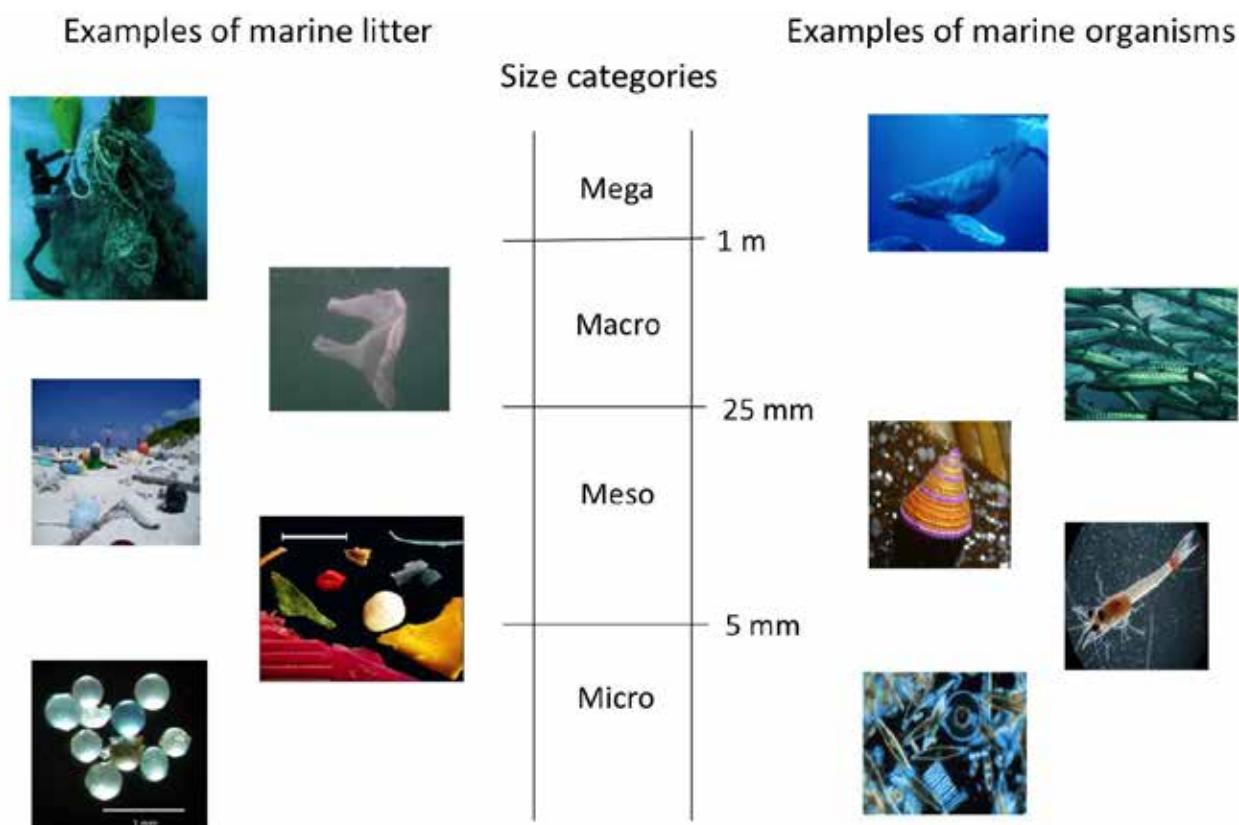 Examples of marine litter
Examples of marine organisms
Size categories
Mega
1 m
Macro
25 mm
Meso
5 mm
Micro